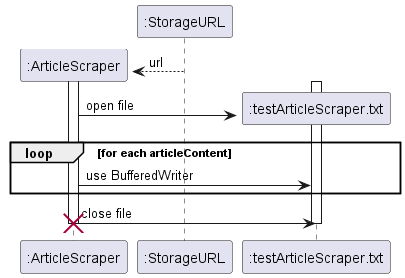 :StorageURL
url
:ArticleScraper
open file
:testArticleScraper.txt
loop [for each articleContent]
use BufferedWriter
close file
:ArticleScraper :StorageURL :testArticleScraper.txt